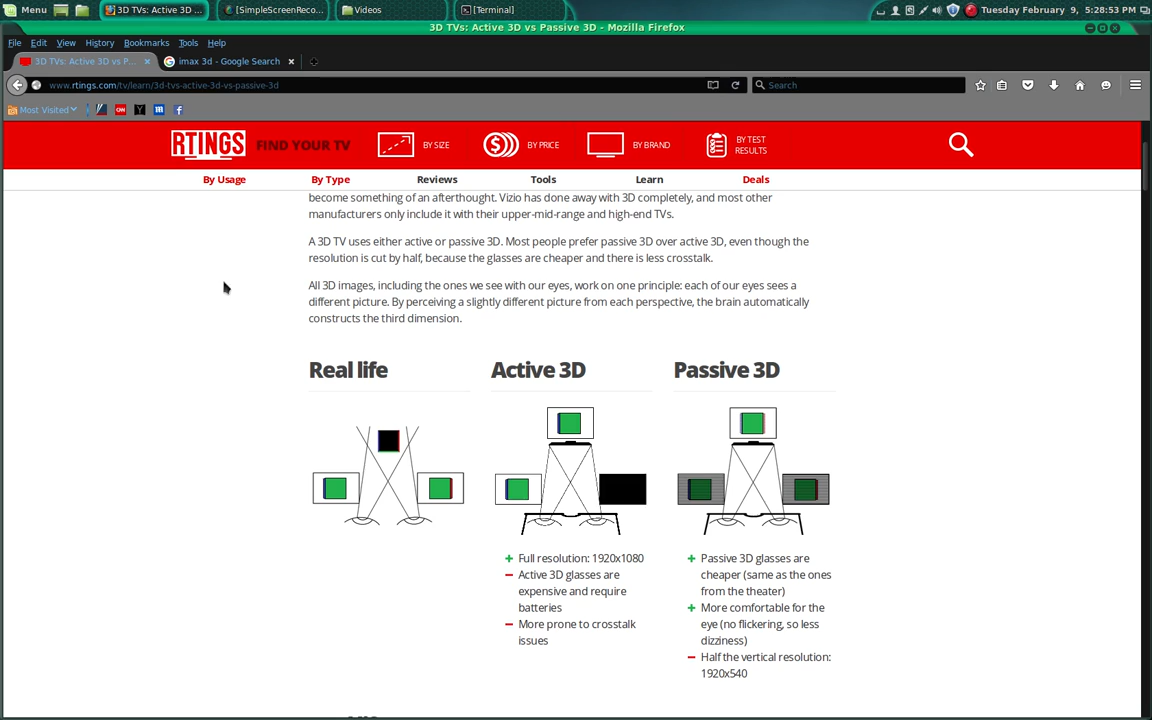 Menu
3D TVs: Active 3D ...
[SimpleScreenReco...
Videos
[Terminal]
Tuesday February 9, 5:28:53 PM
3D TVs: Active 3D vs Passive 3D - Mozilla Firefox
File Edit View History Bookmarks Tools Help
3D TVs: Active 3D vs P...
imax 3d - Google Search
www.rtings.com/tv/learn/3d-tvs-active-3d-vs-passive-3d
Search
Most Visited
CNN
Y
f
RTINGS FIND YOUR TV
BY SIZE
BY PRICE
BY BRAND
BY TEST
RESULTS
By Usage By Type Reviews Tools Learn Deals
become something of an afterthought. Vizio has done away with 3D completely, and most other
manufacturers only include it with their upper-mid-range and high-end TVs.
A 3D TV uses either active or passive 3D. Most people prefer passive 3D over active 3D, even though the
resolution is cut by half, because the glasses are cheaper and there is less crosstalk.
All 3D images, including the ones we see with our eyes, work on one principle: each of our eyes sees a
different picture. By perceiving a slightly different picture from each perspective, the brain automatically
constructs the third dimension.
Real life
Active 3D
+ Full resolution: 1920x1080
− Active 3D glasses are
expensive and require
batteries
− More prone to crosstalk
issues
Passive 3D
+ Passive 3D glasses are
cheaper (same as the ones
from the theater)
+ More comfortable for the
eye (no flickering, so less
dizziness)
− Half the vertical resolution:
1920x540